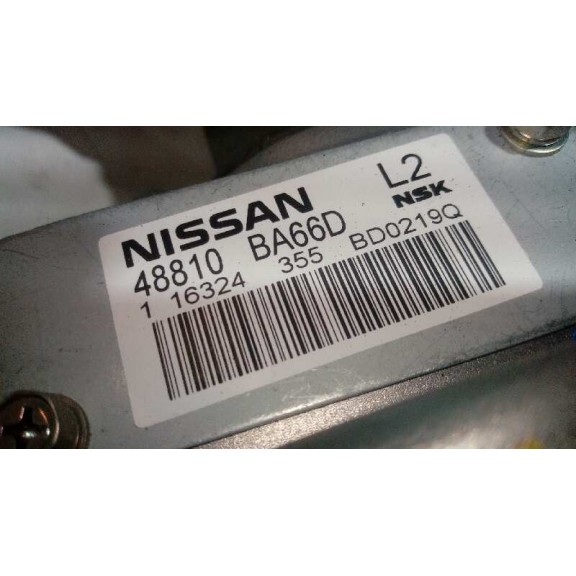 NISSAN L2
48810 BA66D NSK
1 16324 355 BD0219Q